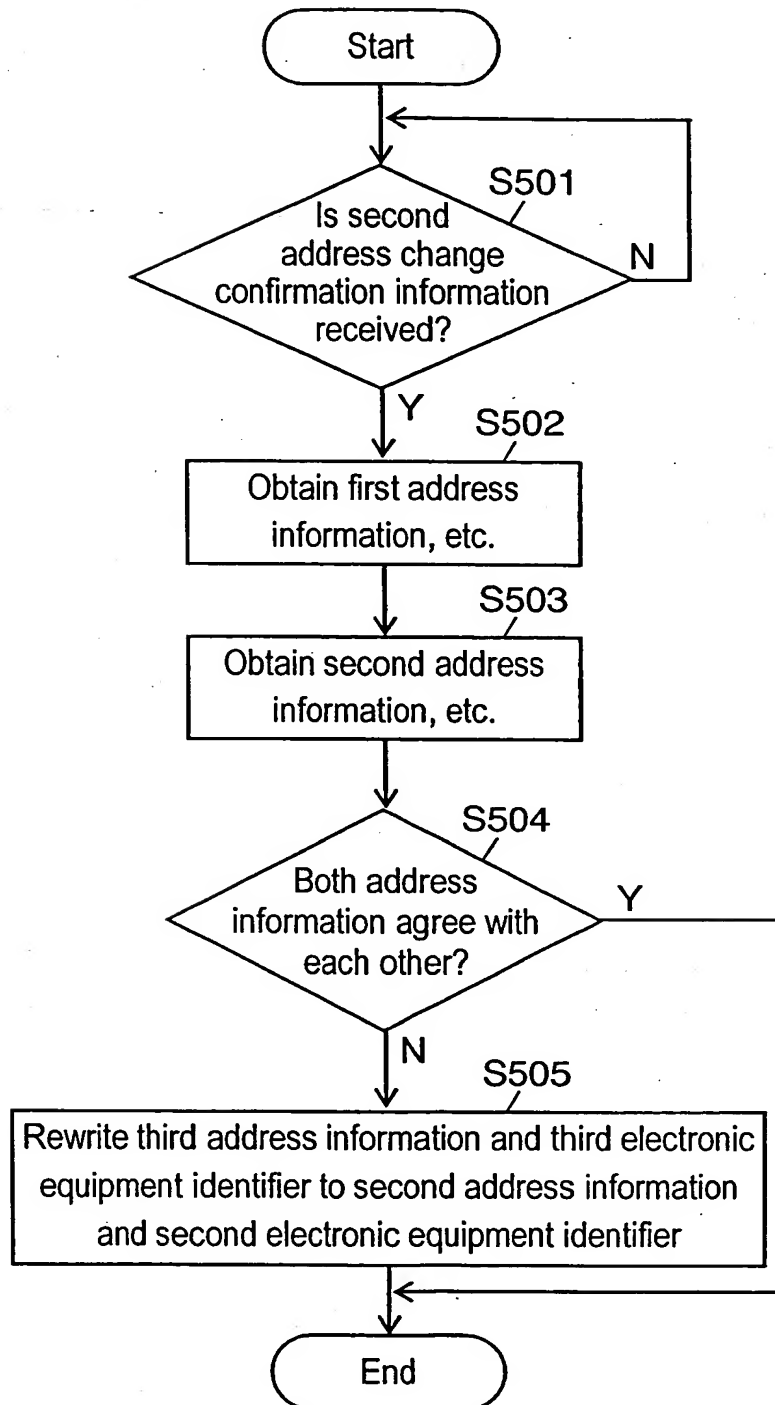 Start
S501
Is second
address change
confirmation information
received?
N
Y
S502
Obtain first address
information, etc.
S503
Obtain second address
information, etc.
S504
Both address
information agree with
each other?
Y
N
S505
Rewrite third address information and third electronic
equipment identifier to second address information
and second electronic equipment identifier
End